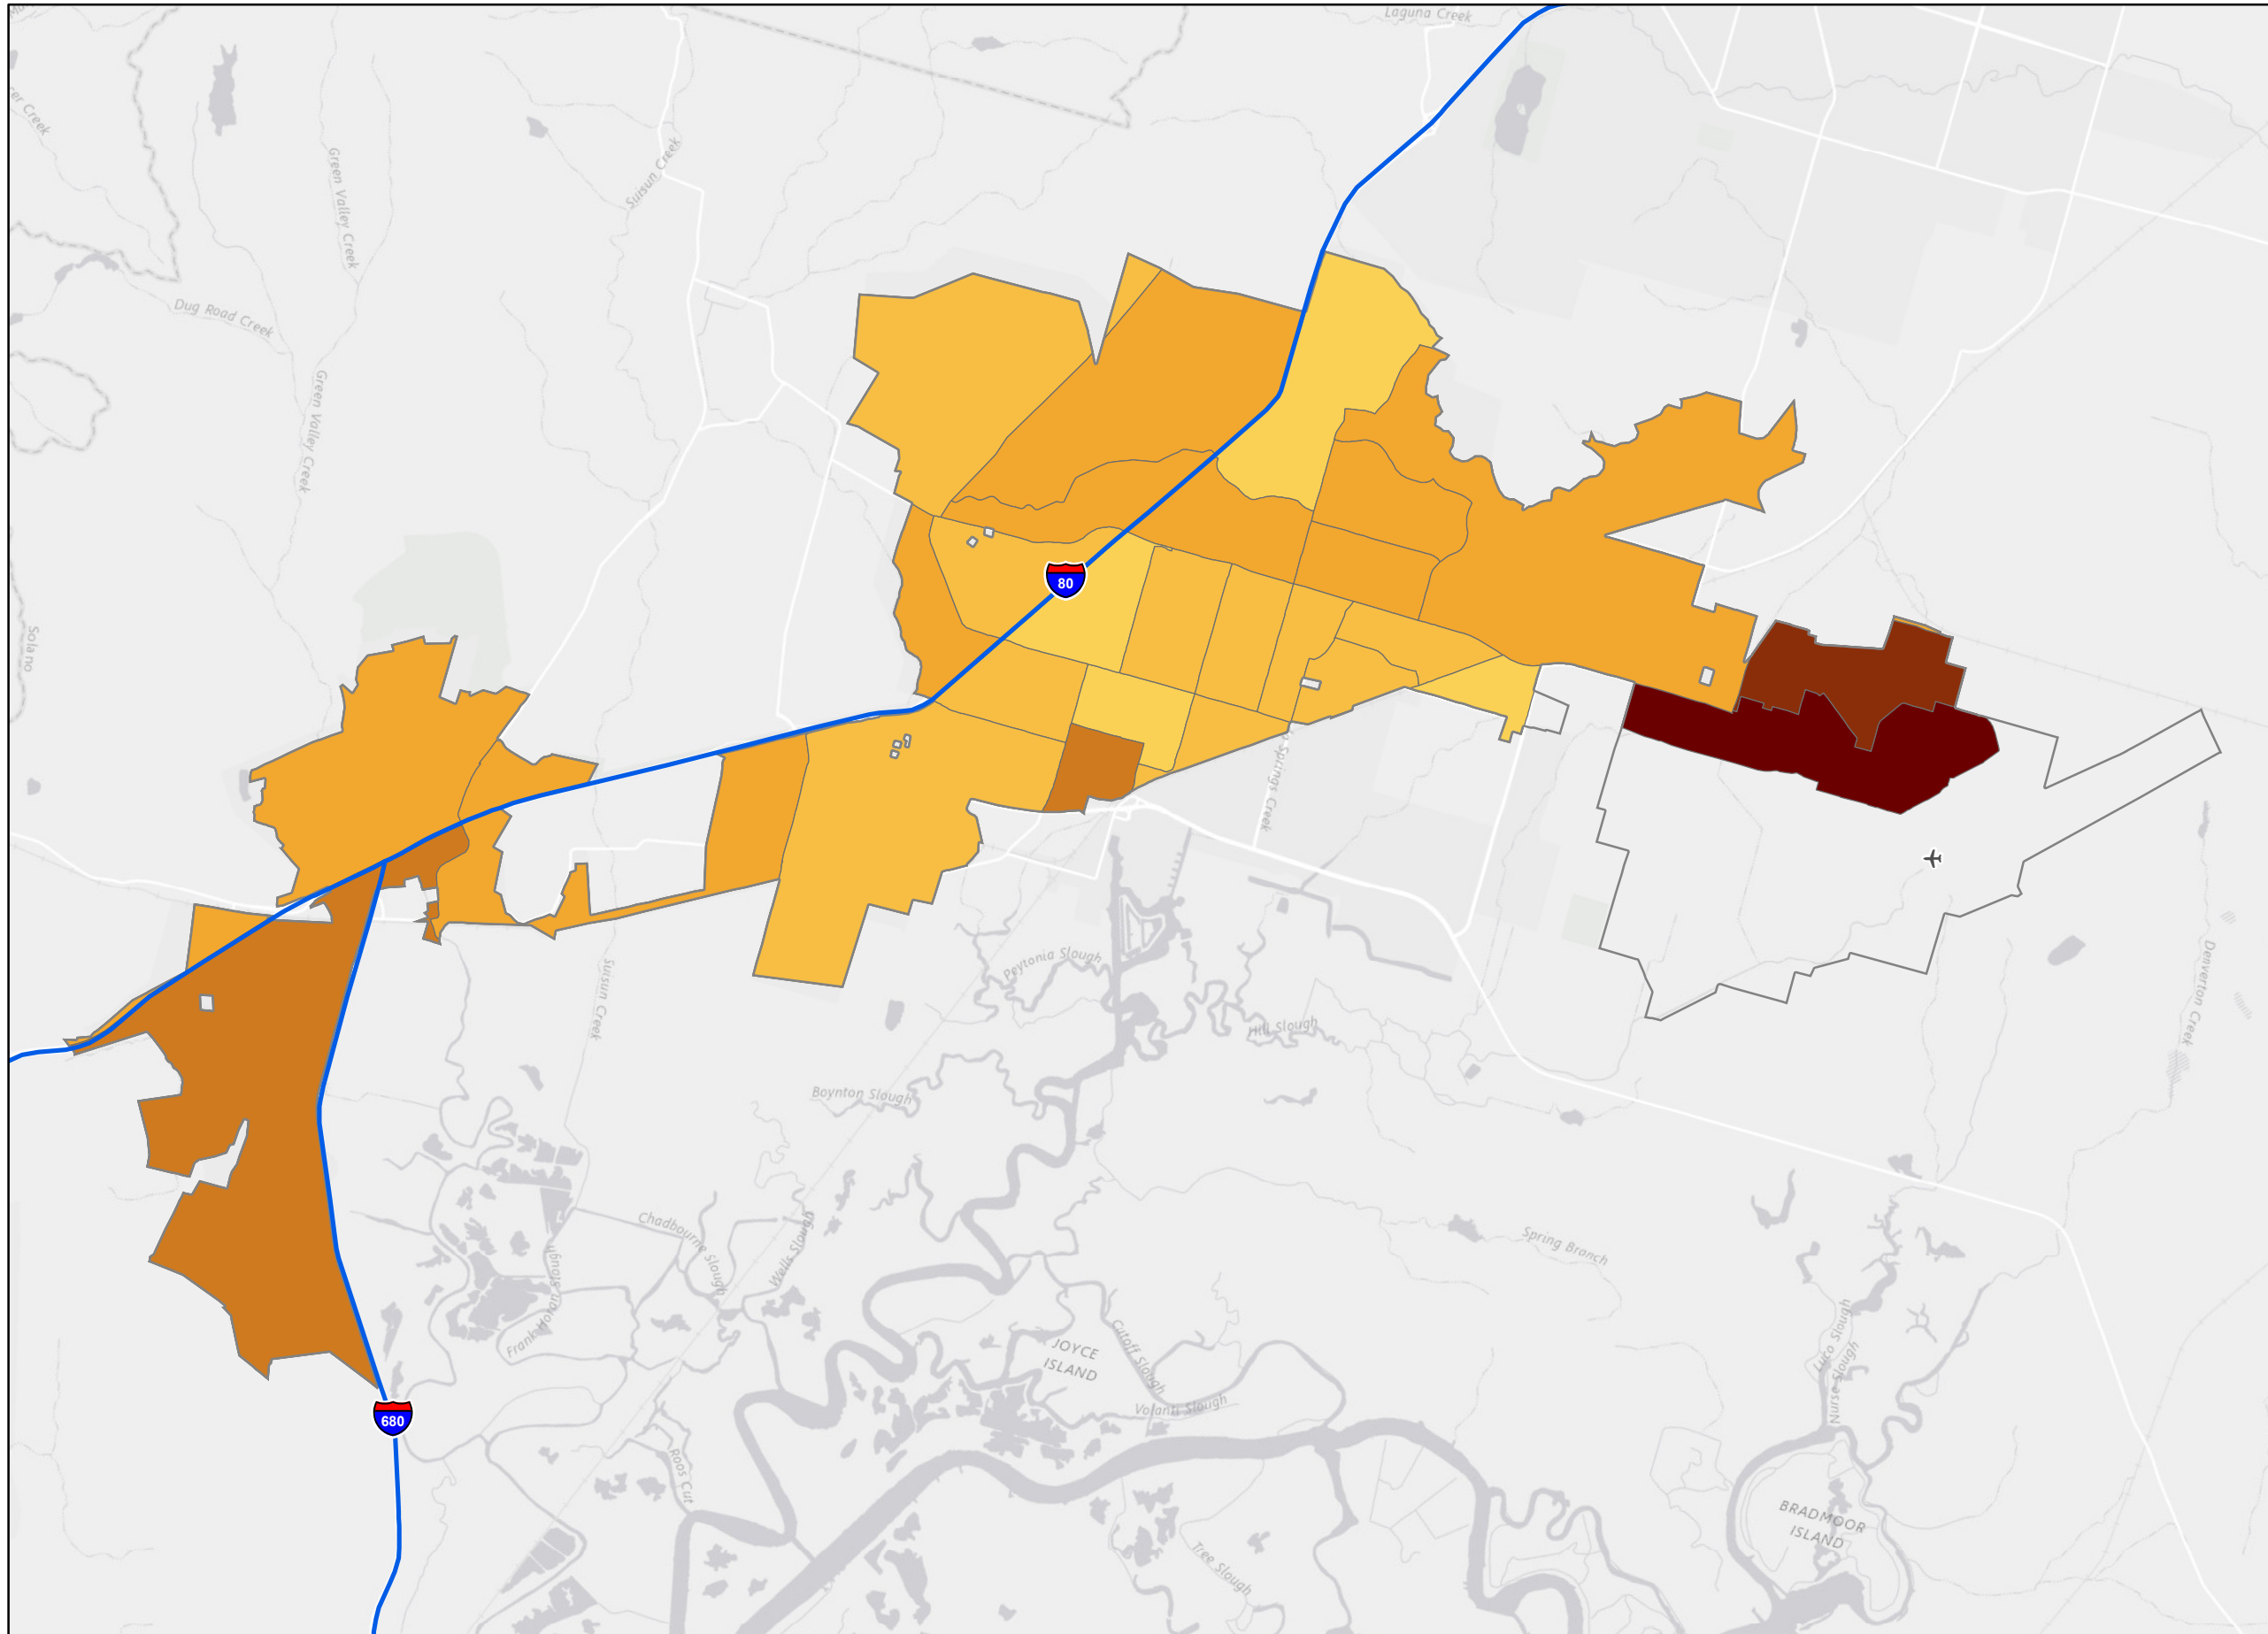 Laguna Creek
Green Valley Creek
Suisun Creek
Dug Road Creek
Green Valley Creek
80
Solano
Springs Creek
Suisun Creek
Peytonia Slough
Hill Slough
Denverton Creek
Boynton Slough
Chadbourne Slough
Wells Slough
Spring Branch
Frank Horan Slough
JOYCE
ISLAND
Cutoff Slough
Luco Slough
Nurse Slough
Volanti Slough
680
Roos Cut
BRADMOOR
ISLAND
Tree Slough